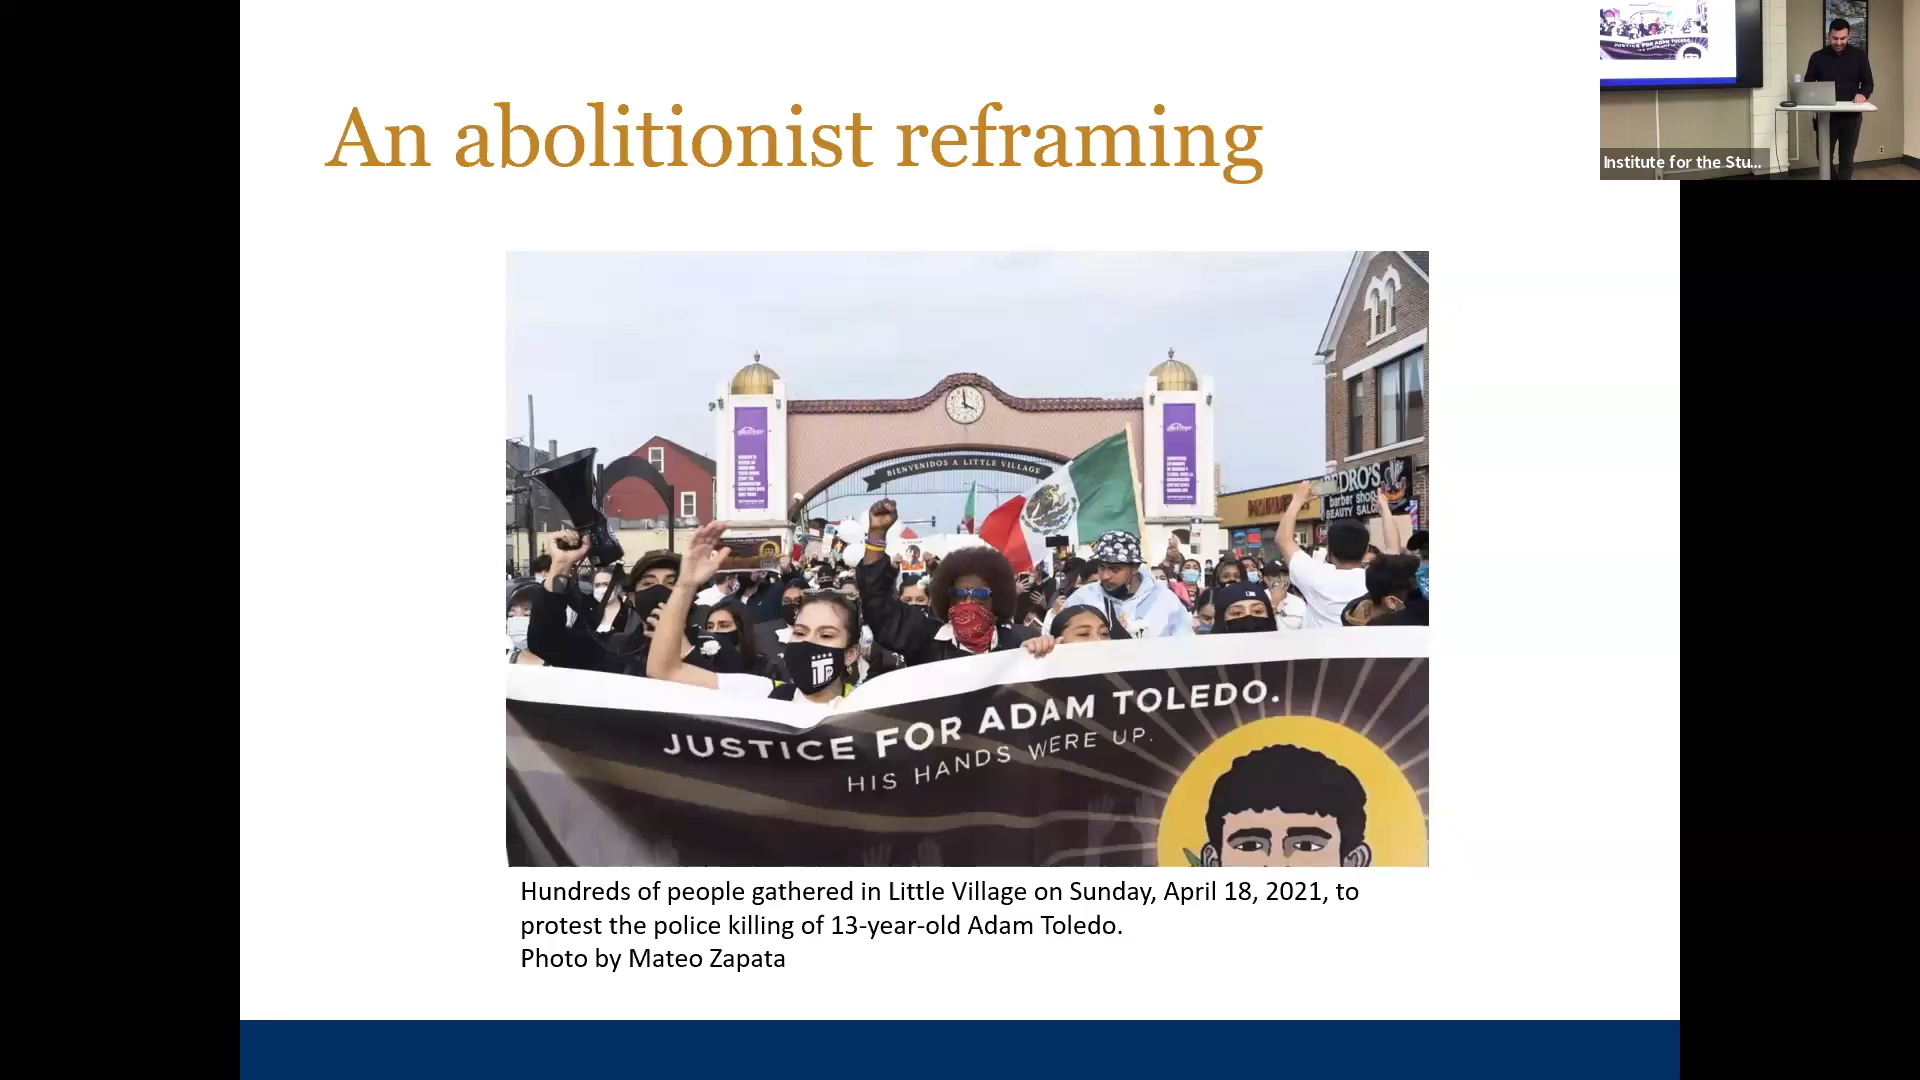 An abolitionist reframing
Institute for the Stu...
BIENVENIDOS A LITTLE VILLAGE
PEDRO'S
barber shop
BEAUTY SALON
JUSTICE FOR ADAM TOLEDO.
HIS HANDS WERE UP.
Hundreds of people gathered in Little Village on Sunday, April 18, 2021, to
protest the police killing of 13-year-old Adam Toledo.
Photo by Mateo Zapata